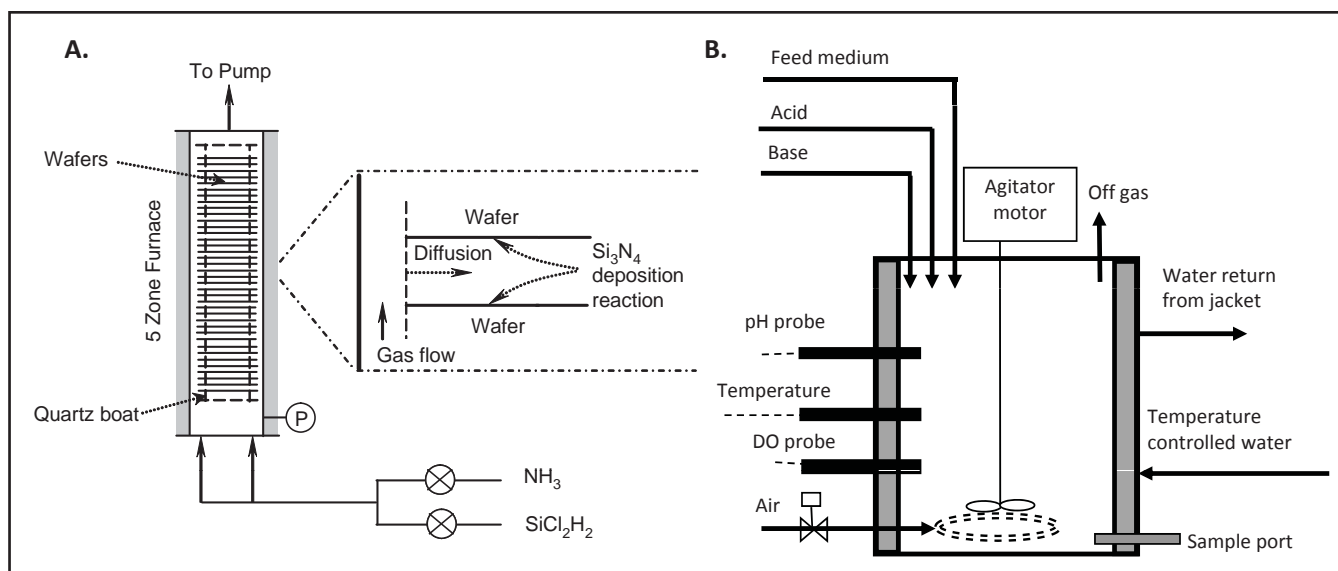 A.
To Pump
Wafers
5 Zone Furnace
Quartz boat
P
Wafer
Diffusion
Si₃N₄
deposition
reaction
Wafer
Gas flow
NH₃
SiCl₂H₂
B.
Feed medium
Acid
Base
Agitator
motor
Off gas
Water return
from jacket
pH probe
Temperature
DO probe
Temperature
controlled water
Air
Sample port